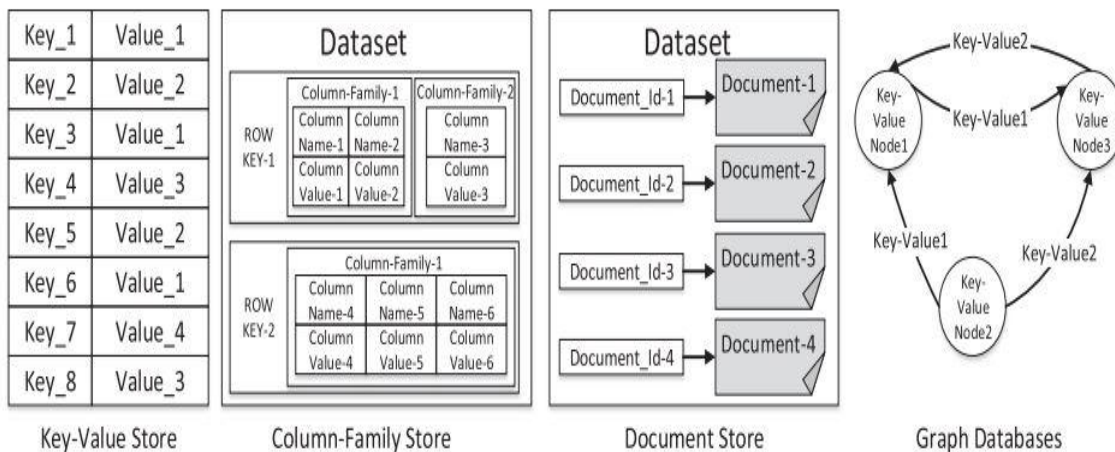 Key_1 Value_1
Key_2 Value_2
Key_3 Value_1
Key_4 Value_3
Key_5 Value_2
Key_6 Value_1
Key_7 Value_4
Key_8 Value_3
Key-Value Store
Dataset
ROW
KEY-1
Column-Family-1
Column
Name-1
Column
Name-2
Column
Value-1
Column
Value-2
Column-Family-2
Column
Name-3
Column
Value-3
ROW
KEY-2
Column-Family-1
Column
Name-4
Column
Name-5
Column
Name-6
Column
Value-4
Column
Value-5
Column
Value-6
Column-Family Store
Dataset
Document_Id-1
Document-1
Document_Id-2
Document-2
Document_Id-3
Document-3
Document_Id-4
Document-4
Document Store
Key-Value2
Key-
Value
Node1
Key-Value1
Key-
Value
Node3
Key-Value1
Key-Value2
Key-
Value
Node2
Graph Databases